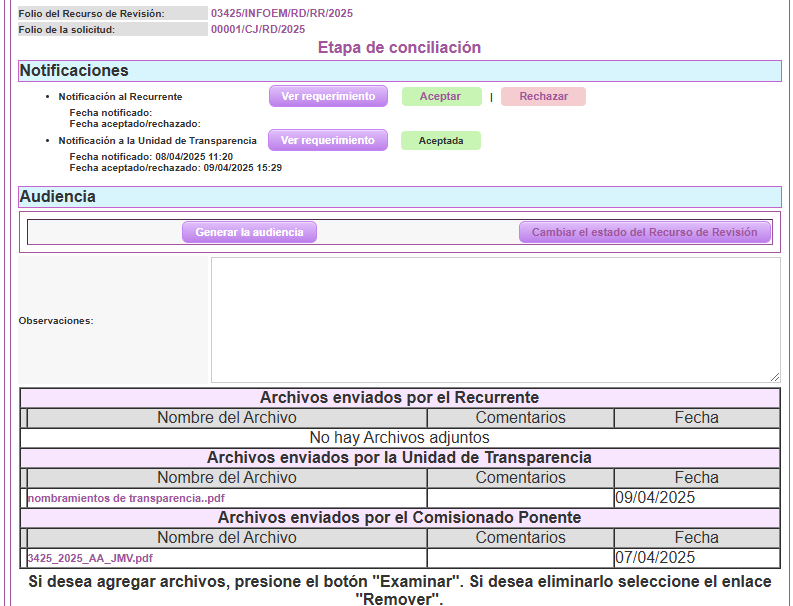 Folio del Recurso de Revisión: 03425/INFOEM/RD/RR/2025
Folio de la solicitud: 00001/CJ/RD/2025
Etapa de conciliación
Notificaciones
• Notificación al Recurrente Ver requerimiento Aceptar | Rechazar
Fecha notificado:
Fecha aceptado/rechazado:
• Notificación a la Unidad de Transparencia Ver requerimiento Aceptada
Fecha notificado: 08/04/2025 11:20
Fecha aceptado/rechazado: 09/04/2025 15:29
Audiencia
Generar la audiencia Cambiar el estado del Recurso de Revisión
Observaciones:
Archivos enviados por el Recurrente
Nombre del Archivo Comentarios Fecha
No hay Archivos adjuntos
Archivos enviados por la Unidad de Transparencia
Nombre del Archivo Comentarios Fecha
nombramientos de transparencia..pdf 09/04/2025
Archivos enviados por el Comisionado Ponente
Nombre del Archivo Comentarios Fecha
3425_2025_AA_JMV.pdf 07/04/2025
Si desea agregar archivos, presione el botón "Examinar". Si desea eliminarlo seleccione el enlace
"Remover".